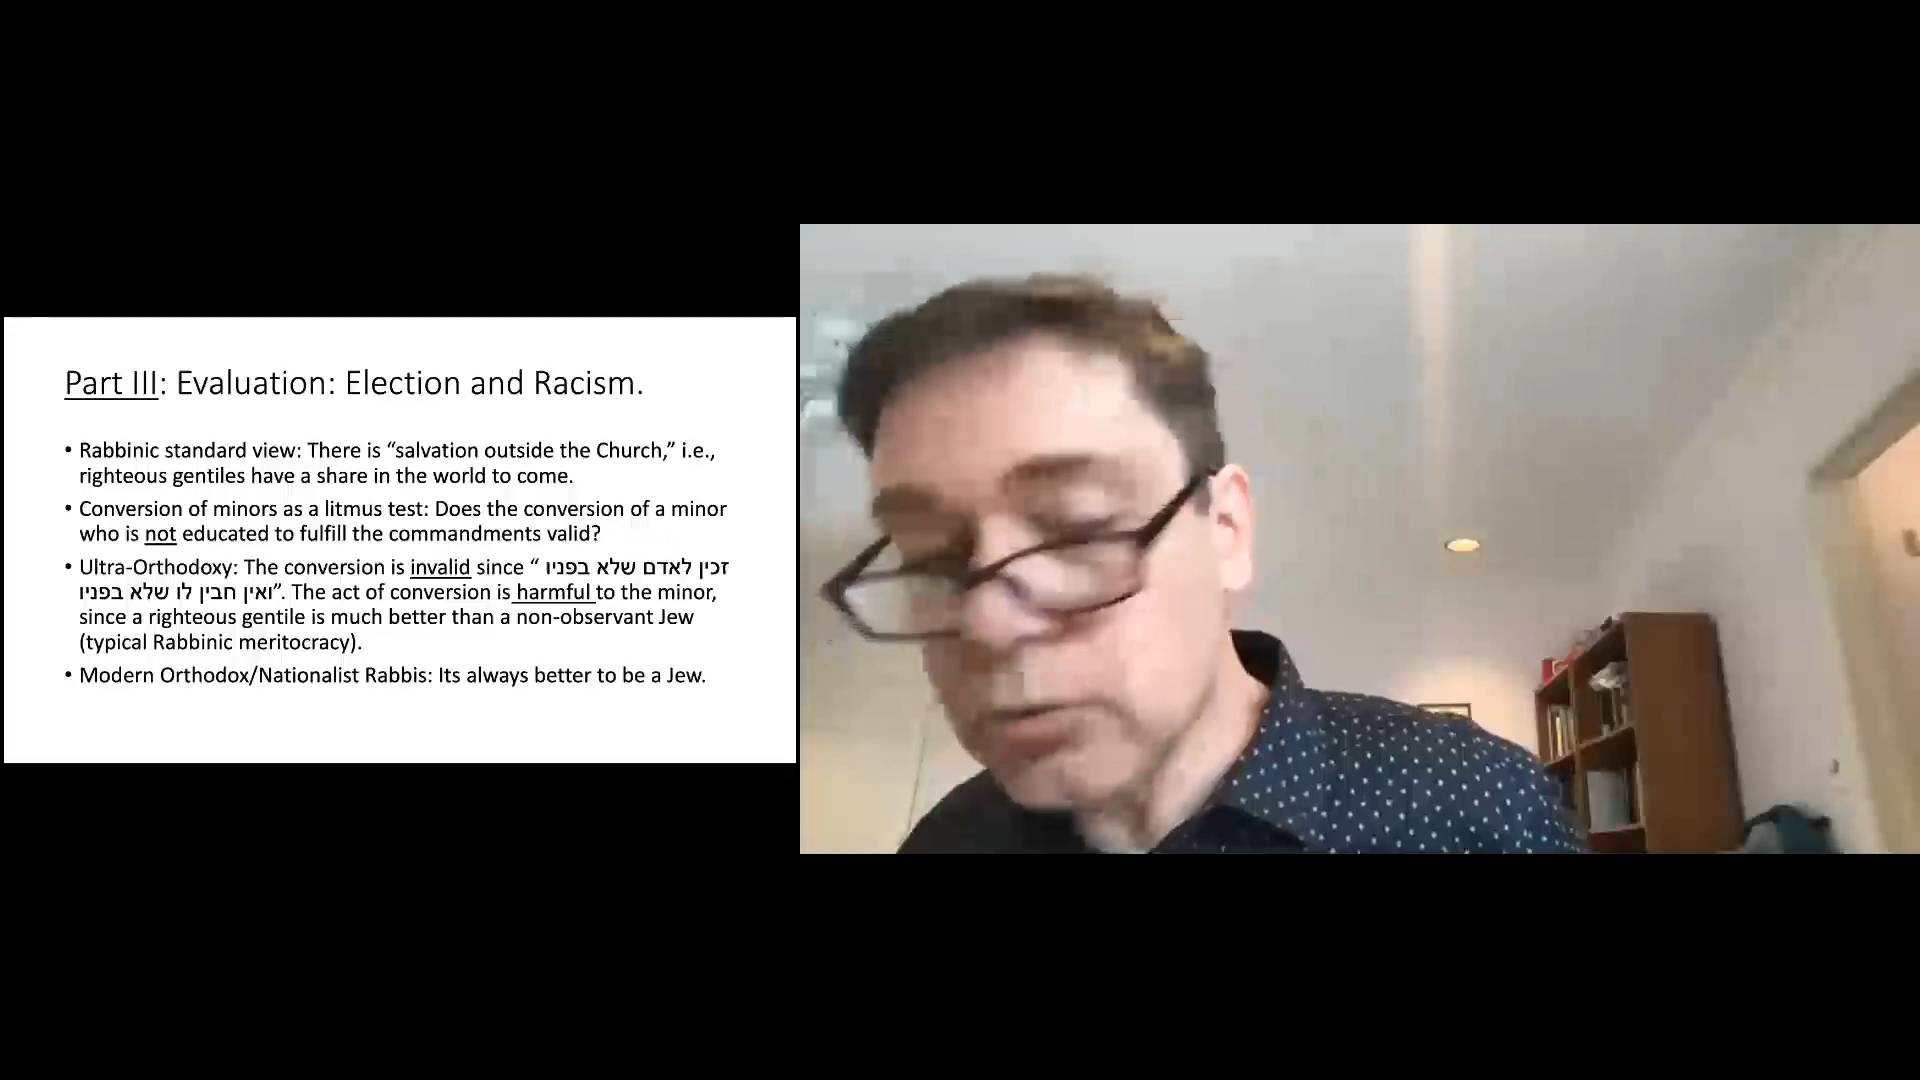 Part III: Evaluation: Election and Racism.
• Rabbinic standard view: There is “salvation outside the Church,” i.e.,
righteous gentiles have a share in the world to come.
• Conversion of minors as a litmus test: Does the conversion of a minor
who is not educated to fulfill the commandments valid?
• Ultra-Orthodoxy: The conversion is invalid since “ זכין לאדם שלא בפניו
ואין חבין לו שלא בפניו”. The act of conversion is harmful to the minor,
since a righteous gentile is much better than a non-observant Jew
(typical Rabbinic meritocracy).
• Modern Orthodox/Nationalist Rabbis: Its always better to be a Jew.